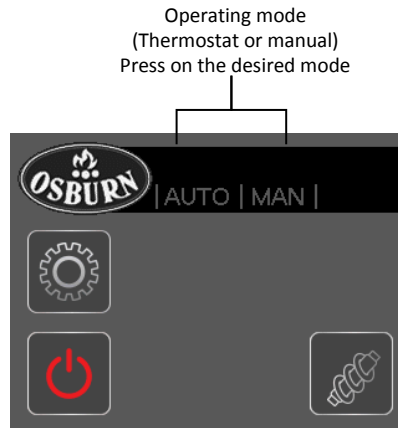 Operating mode
(Thermostat or manual)
Press on the desired mode
OSBURN
|AUTO | MAN |